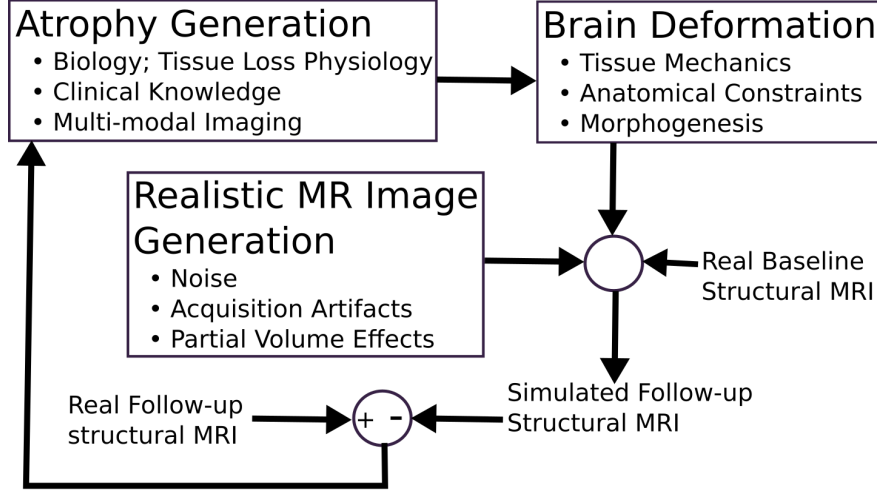 Atrophy Generation
• Biology; Tissue Loss Physiology
• Clinical Knowledge
• Multi-modal Imaging
Brain Deformation
• Tissue Mechanics
• Anatomical Constraints
• Morphogenesis
Realistic MR Image
Generation
• Noise
• Acquisition Artifacts
• Partial Volume Effects
Real Baseline
Structural MRI
Simulated Follow-up
Structural MRI
Real Follow-up
structural MRI
+ -